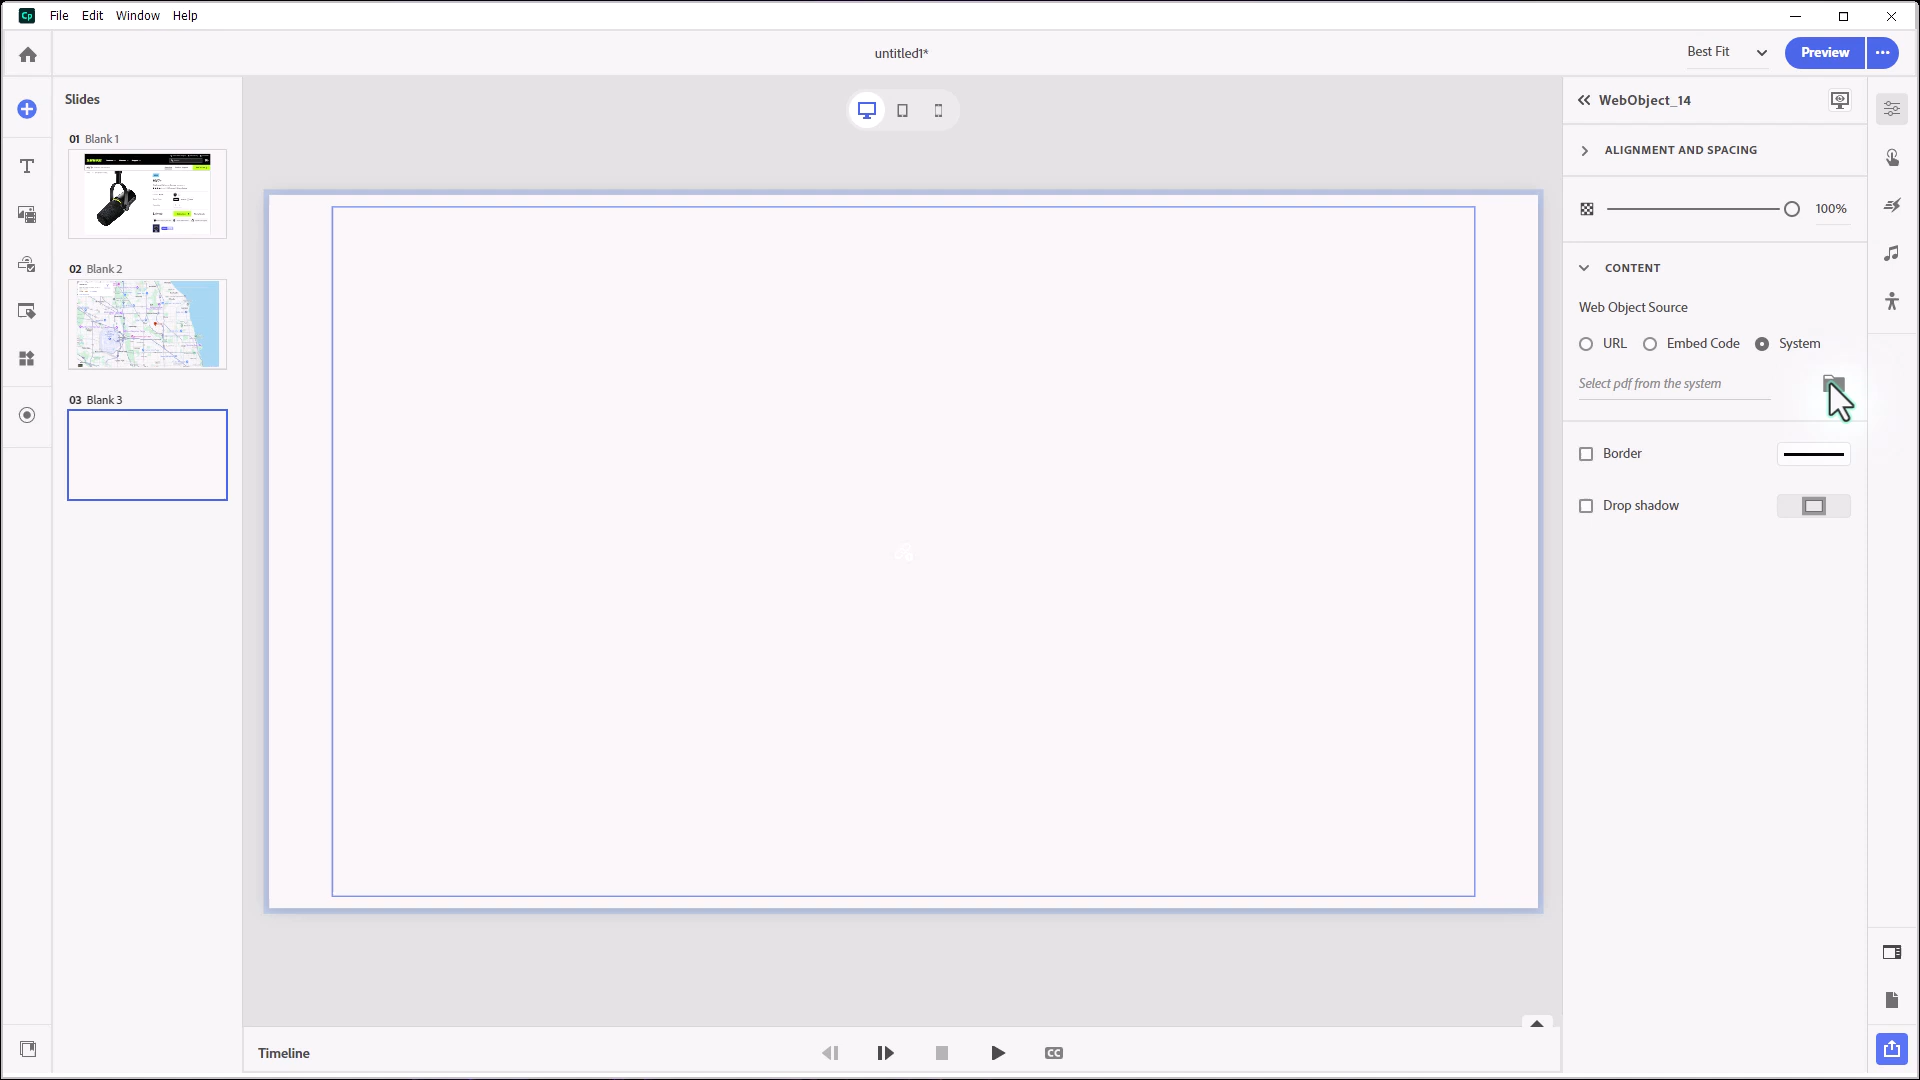 Cp File Edit Window Help
untitled1*
Best Fit
Preview
Slides
01 Blank 1
02 Blank 2
03 Blank 3
WebObject_14
ALIGNMENT AND SPACING
100%
CONTENT
Web Object Source
URL Embed Code System
Select pdf from the system
Border
Drop shadow
Timeline
CC